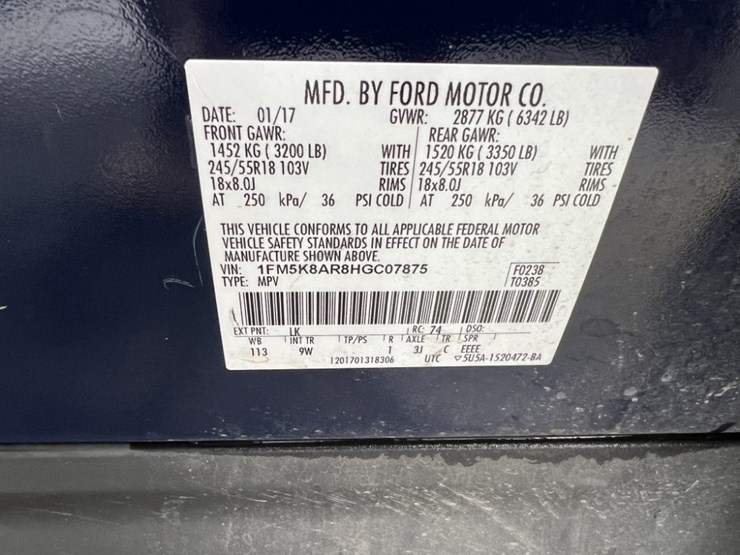 MFD. BY FORD MOTOR CO.
DATE: 01/17 GVWR: 2877 KG ( 6342 LB)
FRONT GAWR: REAR GAWR:
1452 KG ( 3200 LB) WITH 1520 KG ( 3350 LB) WITH
245/55R18 103V TIRES 245/55R18 103V TIRES
18x8.0J RIMS 18x8.0J RIMS
AT 250 kPa/ 36 PSI COLD AT 250 kPa/ 36 PSI COLD
THIS VEHICLE CONFORMS TO ALL APPLICABLE FEDERAL MOTOR
VEHICLE SAFETY STANDARDS IN EFFECT ON THE DATE OF
MANUFACTURE SHOWN ABOVE.
VIN: 1FM5K8AR8HGC07875 F0238
TYPE: MPV T0385
EXT PNT: LK RC: 74 DSO:
WB INT TR TP/PS R AXLE TR SPR
113 9W 1 3J C EEEE
1201701318306 UTC ▽5U5A-1520472-BA